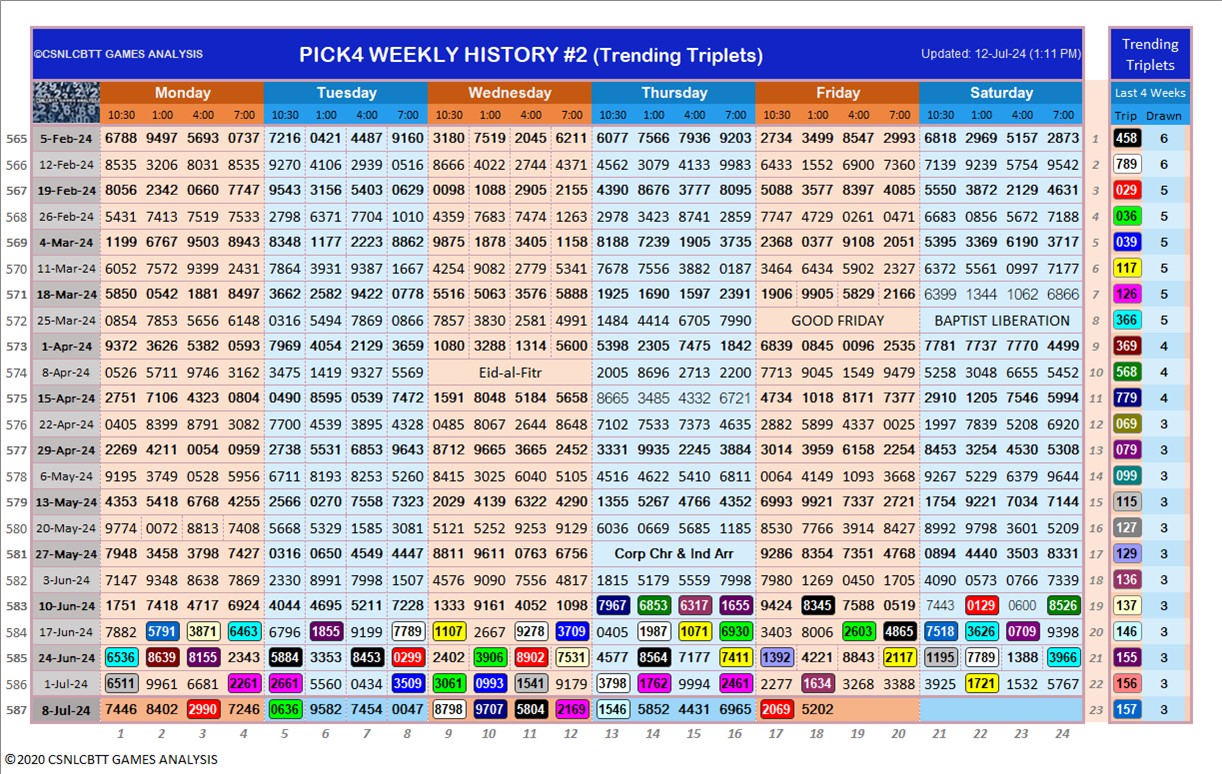 ©CSNLCBTT GAMES ANALYSIS PICK4 WEEKLY HISTORY #2 (Trending Triplets) Updated: 12-Jul-24 (1:11 PM) Trending
Triplets
Monday Tuesday Wednesday Thursday Friday Saturday Last 4 Weeks
10:30 1:00 4:00 7:00 10:30 1:00 4:00 7:00 10:30 1:00 4:00 7:00 10:30 1:00 4:00 7:00 10:30 1:00 4:00 7:00 10:30 1:00 4:00 7:00 Trip Drawn
565 5-Feb-24 6788 9497 5693 0737 7216 0421 4487 9160 3180 7519 2045 6211 6077 7566 7936 9203 2734 3499 8547 2993 6818 2969 5157 2873 1 458 6
566 12-Feb-24 8535 3206 8031 8535 9270 4106 2939 0516 6666 4022 2744 4371 4562 3079 4133 9983 6433 1552 6900 7360 7139 9239 5754 9542 2 789 6
567 19-Feb-24 8056 2342 0660 7747 9543 3156 5403 0629 0098 1088 2905 2155 4390 8676 3777 8095 5088 3577 8397 4085 5550 3872 2129 4631 3 029 5
568 26-Feb-24 5431 7413 7519 7533 2798 6371 7704 1010 4359 7683 7474 1263 2978 3423 8741 2859 7747 4729 0261 0471 6683 0856 5672 7188 4 036 5
569 4-Mar-24 1199 6767 9503 8943 8348 1177 2223 8862 9875 1878 3405 1158 8188 7239 1905 3735 2368 0377 9108 2051 5395 3369 6190 3717 5 039 5
570 11-Mar-24 6052 7572 9399 2431 7864 3931 9387 1667 4254 9082 2779 5341 7678 7556 3882 0187 3464 6434 5902 2327 6372 5561 0997 7177 6 117 5
571 18-Mar-24 5850 0542 1881 8497 3662 2582 9422 0778 5516 5063 3576 5888 1925 1690 1597 2391 1906 9905 5829 2166 6399 1344 1062 6866 7 126 5
572 25-Mar-24 0854 7853 5656 6148 0316 5494 7869 0866 7857 3830 2581 4991 1484 4414 6705 7990 GOOD FRIDAY BAPTIST LIBERATION 8 366 5
573 1-Apr-24 9372 3626 5382 0593 7969 4054 2129 3659 1080 3288 1314 5600 5398 2305 7475 1842 6839 0845 0096 2535 7781 7737 7770 4499 9 369 4
574 8-Apr-24 0526 5711 9746 3162 3475 1419 9327 5569 Eid-al-Fitr 2005 8696 2713 2200 7713 9045 1549 9479 5258 3048 6655 5452 10 568 4
575 15-Apr-24 2751 7106 4323 0804 0490 8595 0539 7472 1591 8048 5184 5658 8665 3485 4332 6721 4734 1018 8171 7377 2910 1205 7546 5994 11 779 4
576 22-Apr-24 0405 8399 8791 3082 7700 4539 3895 4328 0485 8067 2644 8648 7102 7533 7373 4635 2882 5899 4337 0025 1997 7839 5208 6920 12 069 3
577 29-Apr-24 2269 4211 0054 0959 2738 5531 6853 9643 8712 9665 3665 2452 3331 9935 2245 3884 3014 3959 6158 2254 8453 3254 4530 5308 13 079 3
578 6-May-24 9195 3749 0528 5956 6711 8193 8253 5260 8415 3025 6040 5105 4516 4622 5410 6811 0064 4149 1093 3668 9267 5229 6379 9644 14 099 3
579 13-May-24 4353 5418 6768 4255 2566 0270 7558 7323 2029 4139 6322 4290 1355 5267 4766 4352 6993 9921 7337 2721 1754 9221 7034 7144 15 115 3
580 20-May-24 9774 0072 8813 7408 5668 5329 1585 3081 5121 5252 9253 9129 6036 0669 5685 1185 8530 7766 3914 8427 8992 9798 3601 5209 16 127 3
581 27-May-24 7948 3458 3798 7427 0316 0650 4549 4447 8811 9611 0763 6756 Corp Chr & Ind Arr 9286 8354 7351 4768 0894 4440 3503 8331 17 129 3
582 3-Jun-24 7147 9348 8638 7869 2330 8991 7998 1507 4576 9090 7556 4817 1815 5179 5559 7998 7980 1269 0450 1705 4090 0573 0766 7339 18 136 3
583 10-Jun-24 1751 7418 4717 6924 4044 4695 5211 7228 1333 9161 4052 1098 7967 6853 6317 1655 9424 8345 7588 0519 7443 0129 0600 8526 19 137 3
584 17-Jun-24 7882 5791 3871 6463 6796 1855 9199 7789 1107 2667 9278 3709 0405 1987 1071 6930 3403 8006 2603 4865 7518 3626 0709 9398 20 146 3
585 24-Jun-24 6536 8639 8155 2343 5884 3353 8453 0299 2402 3906 8902 7531 4577 8564 7177 7411 1392 4221 8843 2117 1195 7789 1388 3966 21 155 3
586 1-Jul-24 6511 9961 6681 2261 2661 5560 0434 3509 3061 0993 1541 9179 3798 1762 9994 2461 2277 1634 3268 3388 3925 1721 1532 5767 22 156 3
587 8-Jul-24 7446 8402 2990 7246 0636 9582 7454 0047 8798 9707 5804 2169 1546 5852 4431 6965 2069 5202 23 157 3
1 2 3 4 5 6 7 8 9 10 11 12 13 14 15 16 17 18 19 20 21 22 23 24
©2020 CSNLCBTT GAMES ANALYSIS